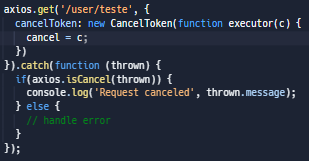 axios.get('/user/teste', {
  cancelToken: new CancelToken(function executor(c) {
    cancel = c;
  })
}).catch(function (thrown) {
  if(axios.isCancel(thrown)) {
    console.log('Request canceled', thrown.message);
  } else {
    // handle error
  }
});